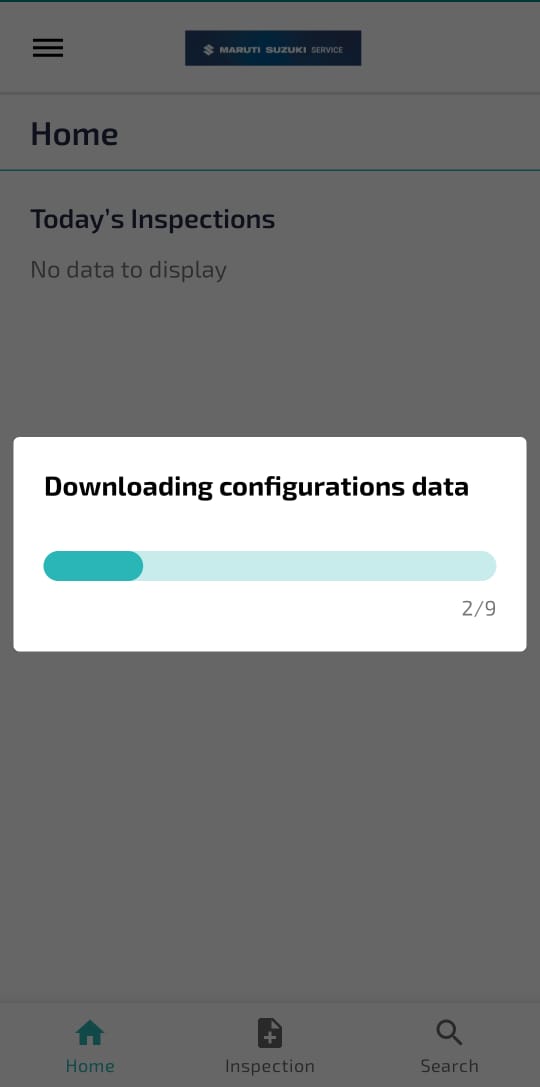 MARUTI SUZUKI SERVICE
Home
Today’s Inspections
No data to display
Downloading configurations data
2/9
Home Inspection Search